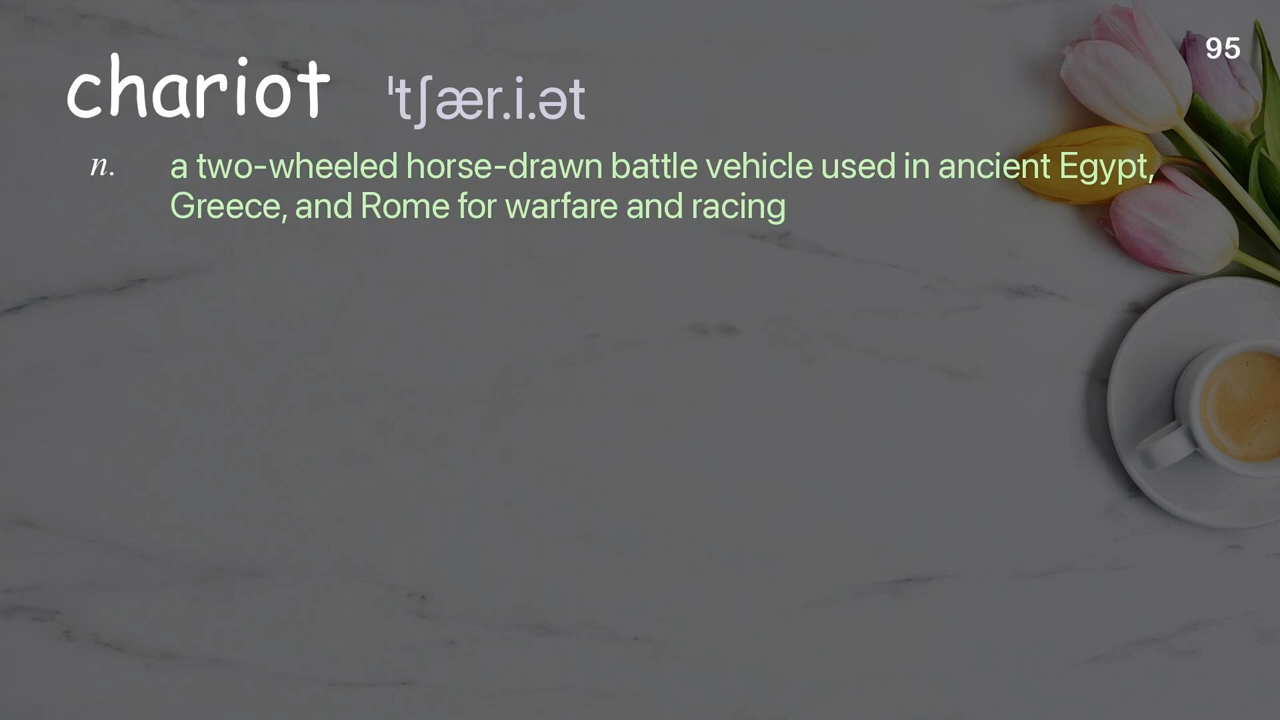 95
chariot ˈtʃær.i.ət
n. a two-wheeled horse-drawn battle vehicle used in ancient Egypt,
Greece, and Rome for warfare and racing